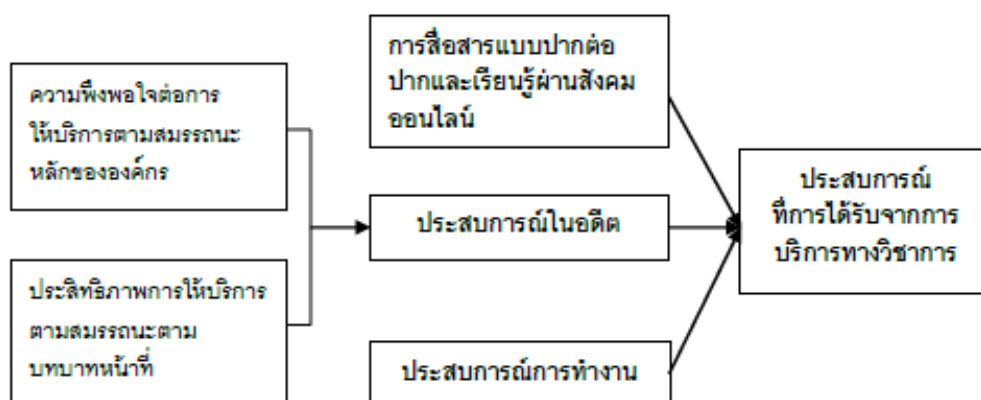 ความพึงพอใจต่อการ
ให้บริการตามสมรรถนะ
หลักขององค์กร
ประสิทธิภาพการให้บริการ
ตามสมรรถนะตาม
บทบาทหน้าที่
การสื่อสารแบบปากต่อ
ปากและเรียนรู้ผ่านสังคม
ออนไลน์
ประสบการณ์ในอดีต
ประสบการณ์การทำงาน
ประสบการณ์
ที่การได้รับจากการ
บริการทางวิชาการ